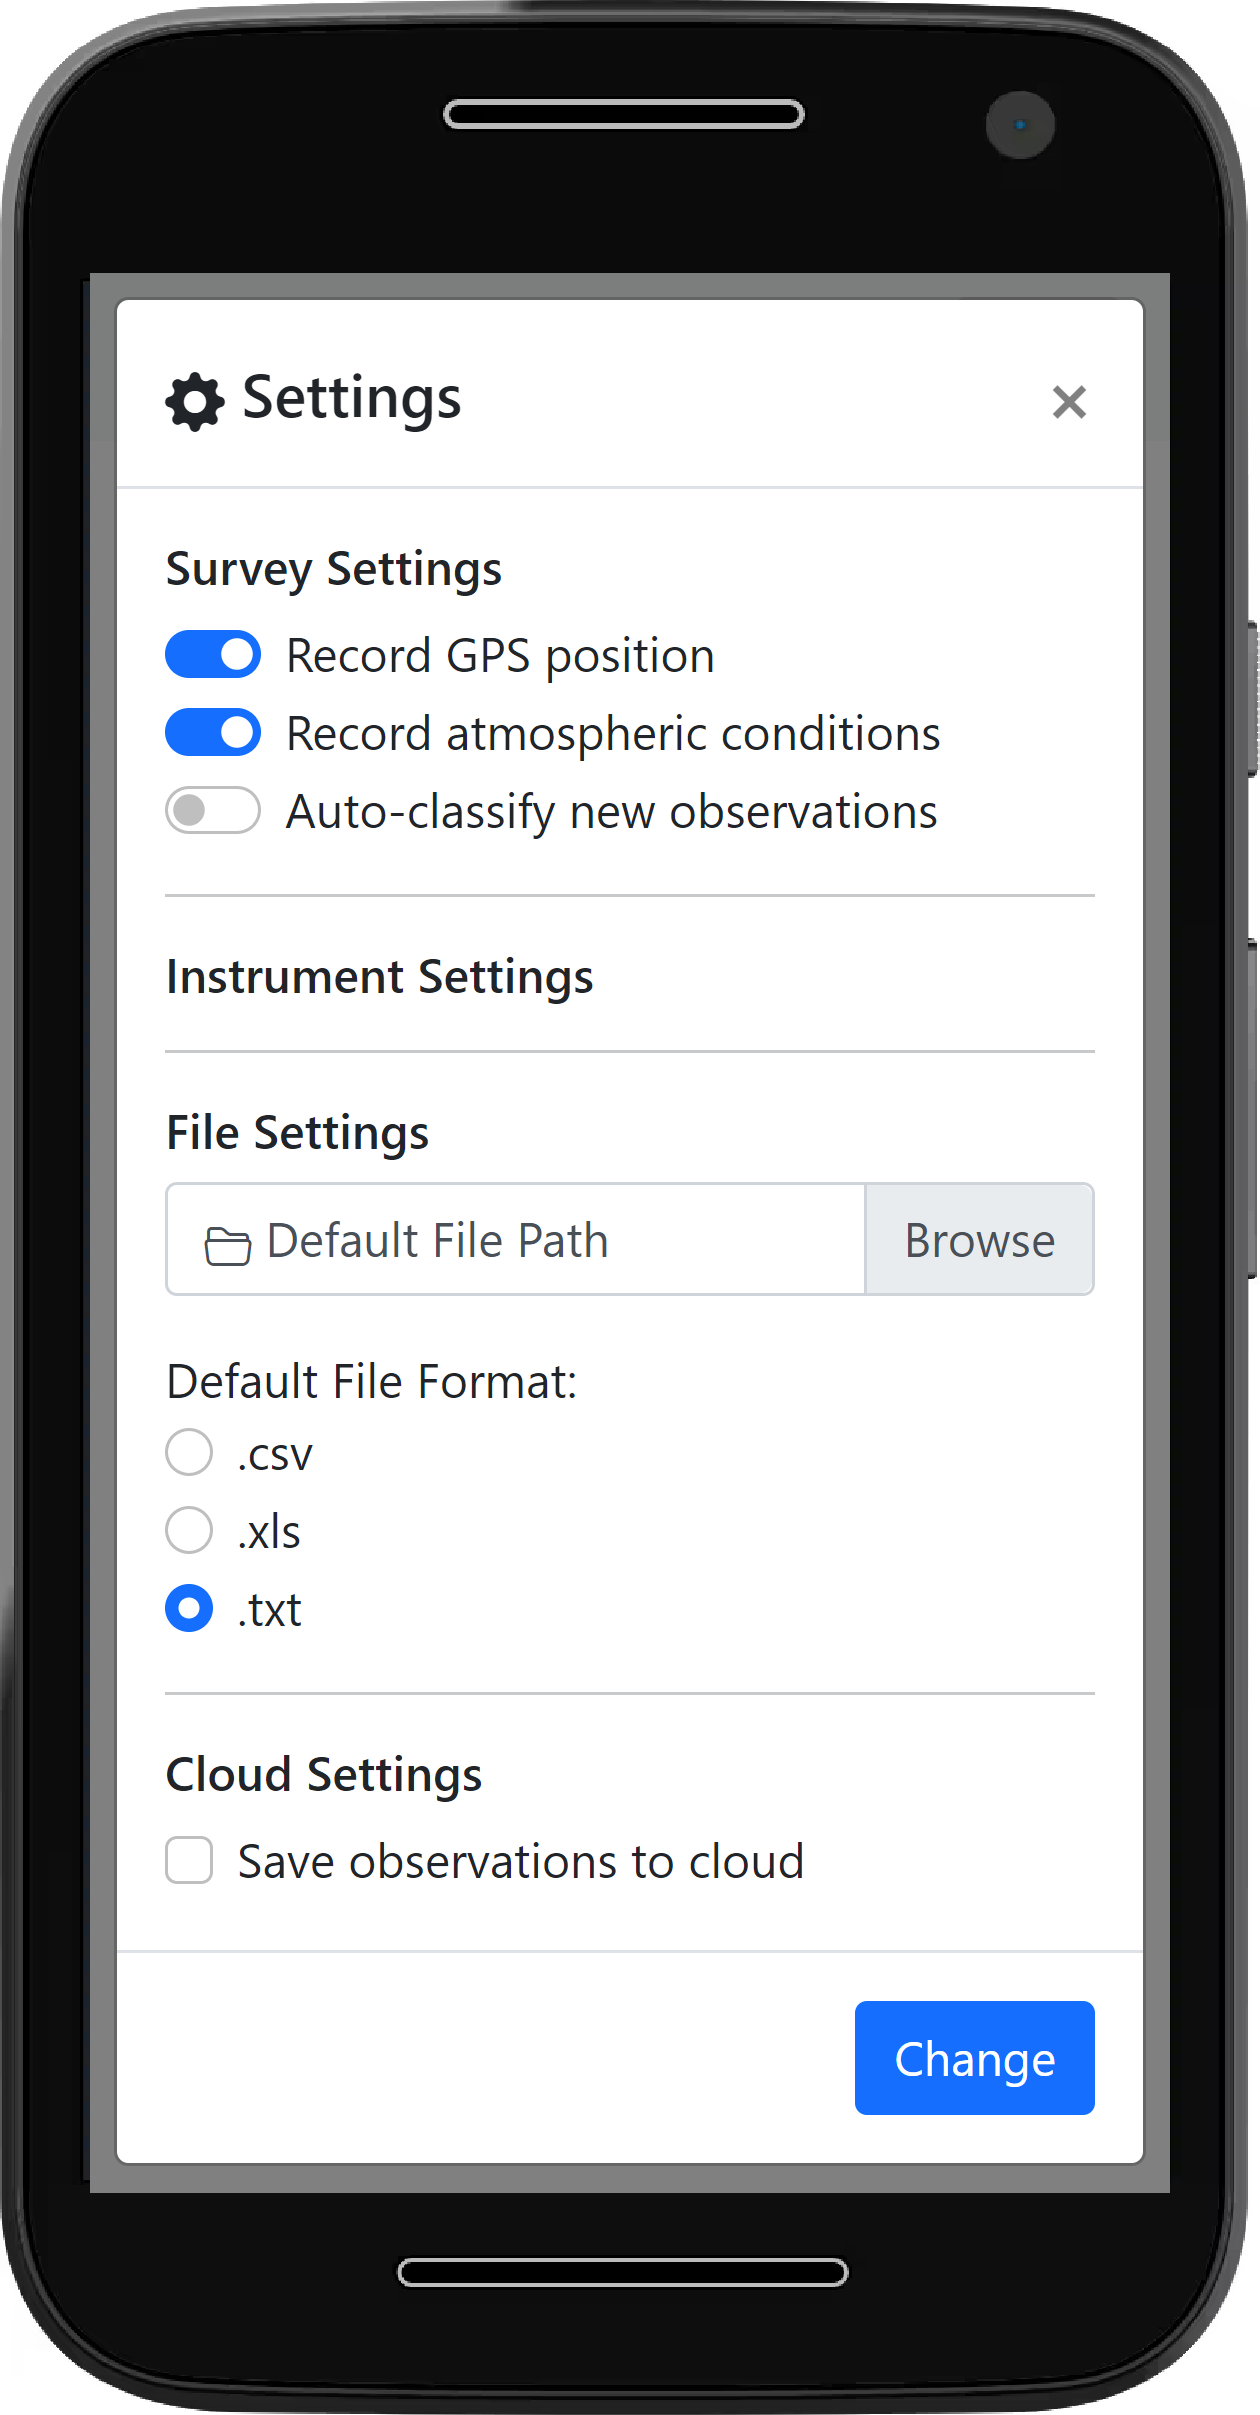 Settings
Survey Settings
Record GPS position
Record atmospheric conditions
Auto-classify new observations
Instrument Settings
File Settings
Default File Path
Browse
Default File Format:
.csv
.xls
.txt
Cloud Settings
Save observations to cloud
Change